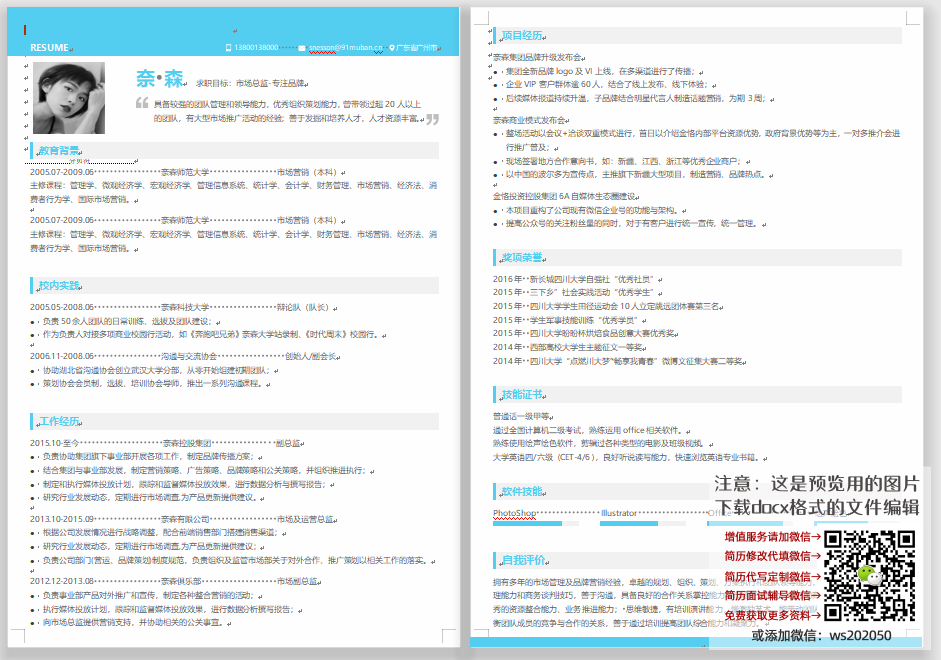 RESUME
13800138000
snesson@91muban.cn
广东省广州市
奈·森
求职目标：市场总监·专注品牌
具备较强的团队管理和领导能力，优秀组织策划能力，曾带领过超 20 人以上
的团队，有大型市场推广活动的经验；善于发掘和培养人才，人才资源丰富。
教育背景
2005.07-2009.06 奈森师范大学 市场营销（本科）
主修课程：管理学、微观经济学、宏观经济学、管理信息系统、统计学、会计学、财务管理、市场营销、经济法、消
费者行为学、国际市场营销。
2005.07-2009.06 奈森师范大学 市场营销（本科）
主修课程：管理学、微观经济学、宏观经济学、管理信息系统、统计学、会计学、财务管理、市场营销、经济法、消
费者行为学、国际市场营销。
校内实践
2005.05-2008.06 奈森科技大学 辩论队（队长）
• 负责 50 余人团队的日常训练、选拔及团队建设；
• 作为负责人对接多项商业校园行活动，如《奔跑吧兄弟》奈森大学站录制、《时代周末》校园行。
2006.11-2008.06 沟通与交流协会 创始人/副会长
• 协助湖北省沟通协会创立武汉大学分部，从零开始组建初期团队；
• 策划协会会员制，选拔、培训协会导师，推出一系列沟通课程。
工作经历
2015.10-至今 奈森控股集团 副总监
• 负责协助集团旗下事业部开展各项工作，制定品牌传播方案；
• 结合集团与事业部发展，制定营销策略、广告策略、品牌策略和公关策略，并组织推进执行；
• 制定和执行媒体投放计划，跟踪和监督媒体投放效果，进行数据分析与撰写报告；
• 研究行业发展动态，定期进行市场调查,为产品更新提供建议。
2013.10-2015.09 奈森有限公司 市场及运营总监
• 根据公司发展情况进行战略调整，配合前端销售部门搭建销售渠道；
• 研究行业发展动态，定期进行市场调查,为产品更新提供建议；
• 负责公司部门(营运、品牌策划)制度规范，负责组织及监管市场部关于对外合作、推广策划以相关工作的落实。
2012.12-2013.08 奈森俱乐部 市场副总监
• 负责事业部产品对外推广和宣传，制定各种整合营销的活动；
• 执行媒体投放计划，跟踪和监督媒体投放效果，进行数据分析撰写报告；
• 向市场总监提供营销支持，并协助相关的公关事宜。
项目经历
奈森集团品牌升级发布会
• 集团全新品牌 logo 及 VI 上线，在多渠道进行了传播；
• 企业 VIP 客户群体逾 60 人，结合了线上发布、线下体验；
• 后续媒体报道持续升温，子品牌结合明星代言人制造话题营销，为期 3 周；
奈森商业模式发布会
• 整场活动以会议+洽谈双重模式进行，首日以介绍金恪内部平台资源优势，政府背景优势等为主，一对多推介会进
行推广普及；
• 现场签署地方合作意向书，如：新疆、江西、浙江等优秀企业商户；
• 以中国的波尔多为宣传点，主推旗下新疆大型项目，制造营销、品牌热点。
金恪投资控股集团 6A 自媒体生态圈建设
• 本项目重构了公司现有微信企业号的功能与架构。
• 提高公众号的关注粉丝量的同时，对于有客户进行统一宣传，统一管理。
奖项荣誉
2016 年 新长城四川大学自强社“优秀社员”
2015 年 三下乡”社会实践活动“优秀学生”
2015 年 四川大学学生田径运动会 10 人立定跳远团体赛第三名
2015 年 学生军事技能训练“优秀学员”
2015 年 四川大学盼盼杯烘焙食品创意大赛优秀奖
2014 年 西部高校大学生主题征文一等奖
2014 年 四川大学“点燃川大梦”畅享我青春”微博文征集大赛二等奖
技能证书
普通话一级甲等
通过全国计算机二级考试，熟练运用 office 相关软件。
熟练使用绘声绘色软件，剪辑过各种类型的电影及班级视频。
大学英语四/六级（CET-4/6），良好听说读写能力，快速浏览英语专业书籍。
软件技能
PhotoShop Illustrator
自我评价
拥有多年的市场管理及品牌营销经验，卓越的规划、组织、策划
理能力和商务谈判技巧，善于沟通，具备良好的合作关系掌控能
秀的资源整合能力、业务推进能力；思维敏捷，有培训演讲能
衡团队成员的竞争与合作的关系，善于通过培训提高团队综合能
注意：这是预览用的图片
下载docx格式的文件编辑
增值服务请加微信→
简历修改代填微信→
简历代写定制微信→
简历面试辅导微信→
免费获取更多资料→
或添加微信：ws202050